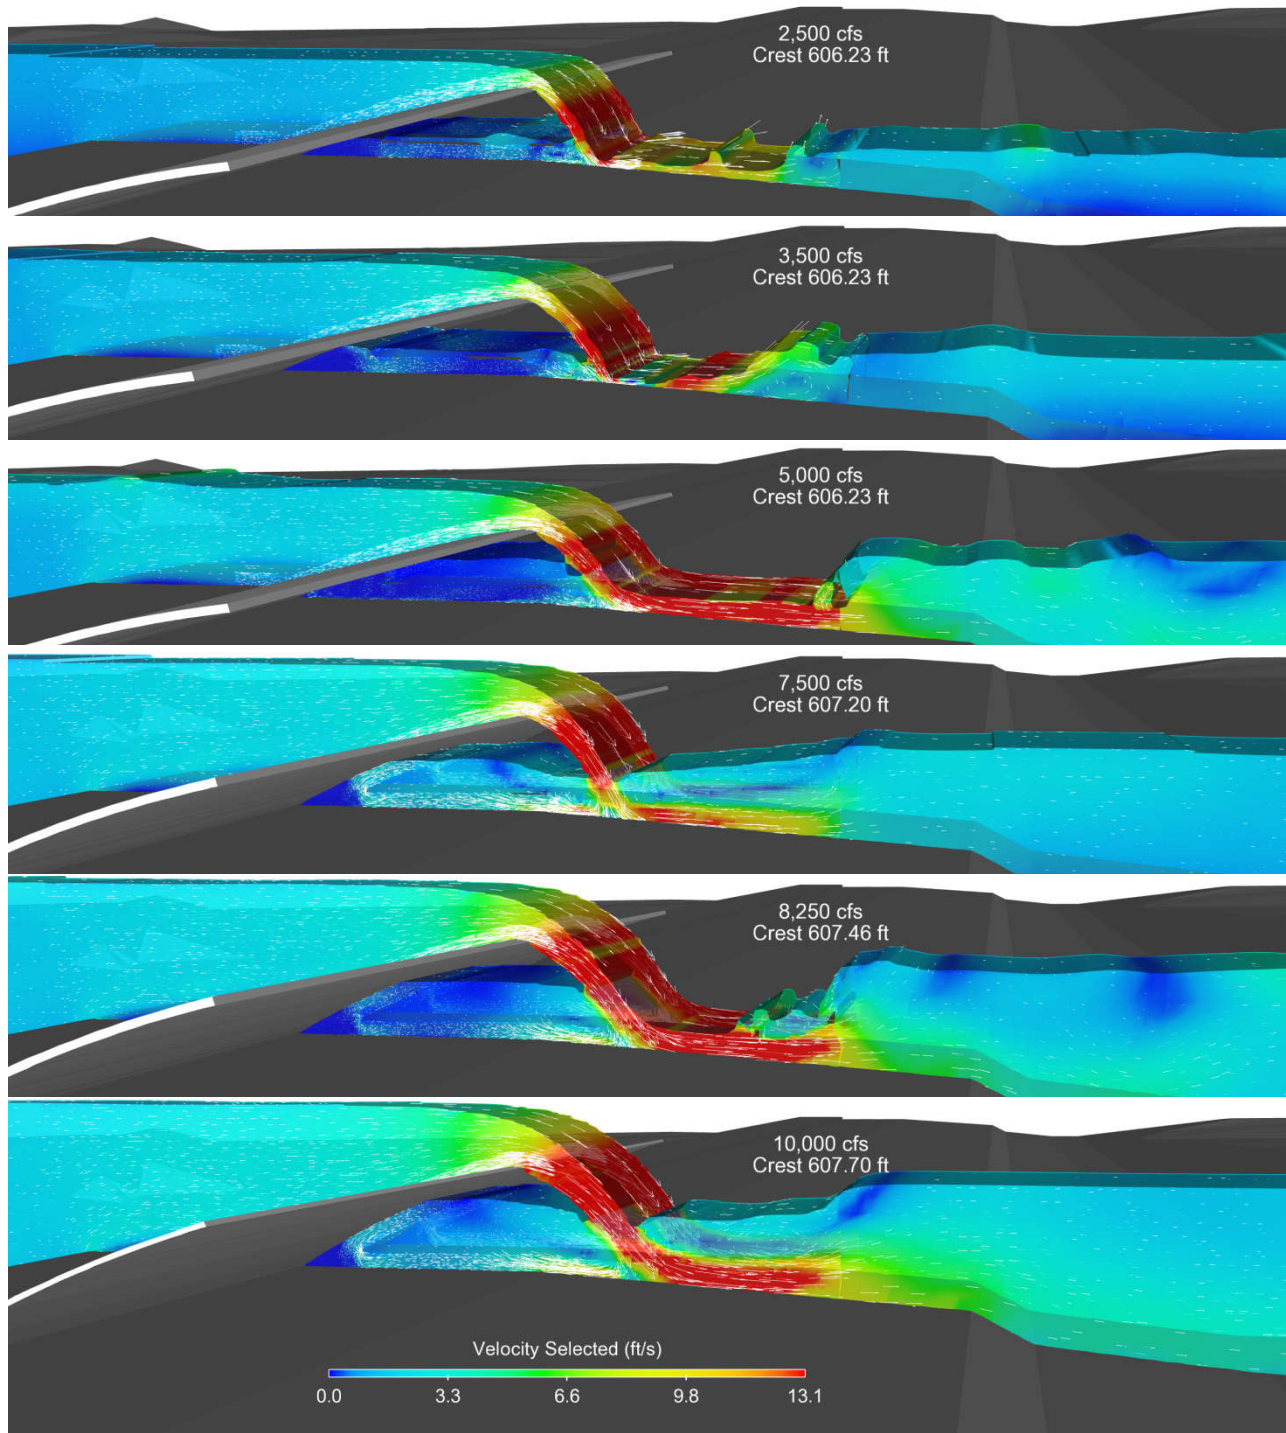 2,500 cfs
Crest 606.23 ft
3,500 cfs
Crest 606.23 ft
5,000 cfs
Crest 606.23 ft
7,500 cfs
Crest 607.20 ft
8,250 cfs
Crest 607.46 ft
10,000 cfs
Crest 607.70 ft
Velocity Selected (ft/s)
0.0 3.3 6.6 9.8 13.1